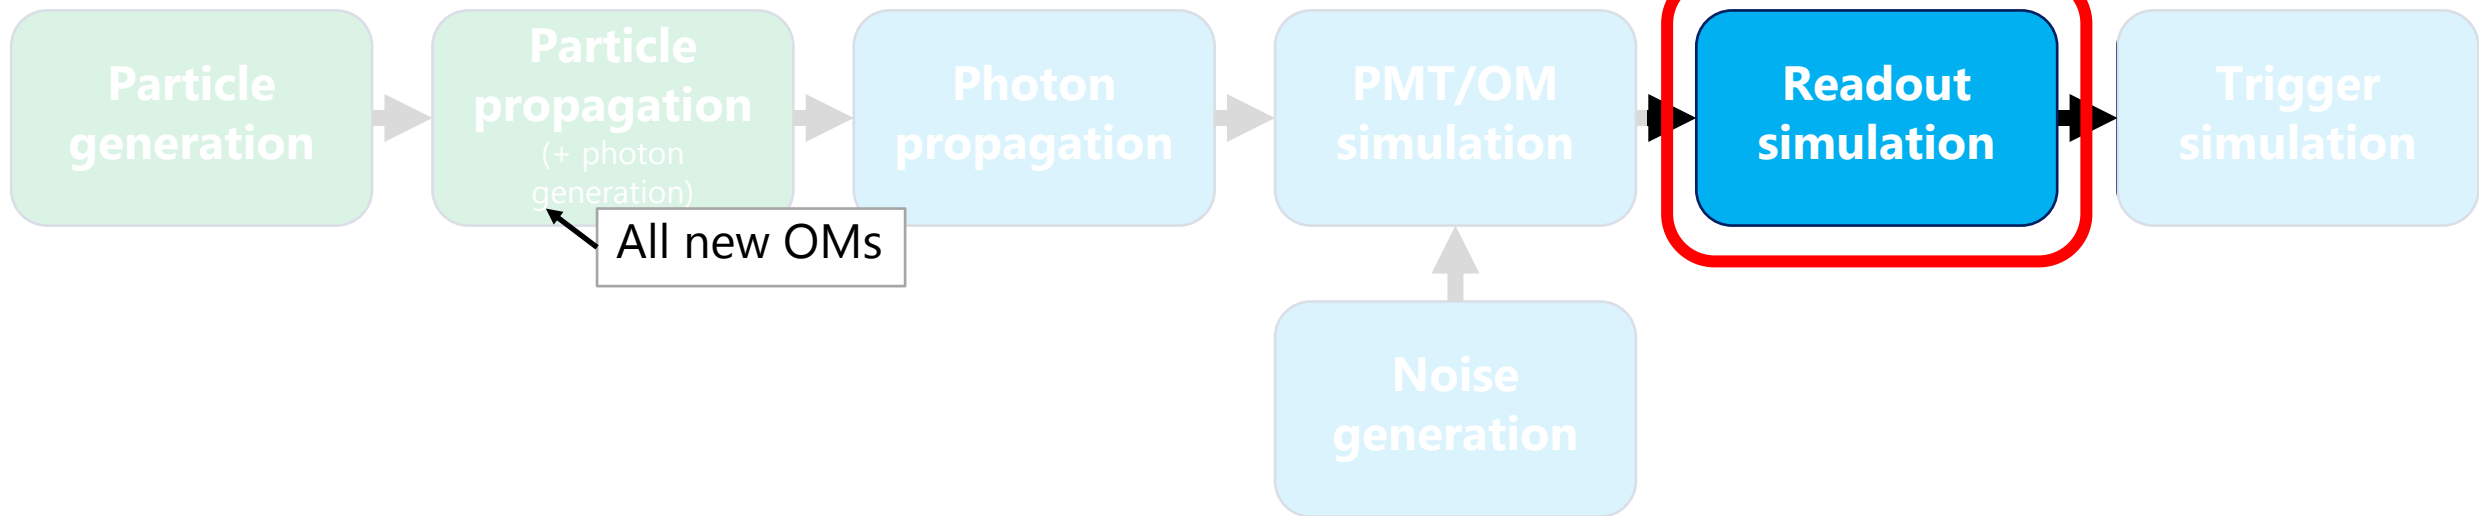 Particle
generation
Particle
propagation
(+ photon
generation)
Photon
propagation
PMT/OM
simulation
Readout
simulation
Trigger
simulation
All new OMs
Noise
generation